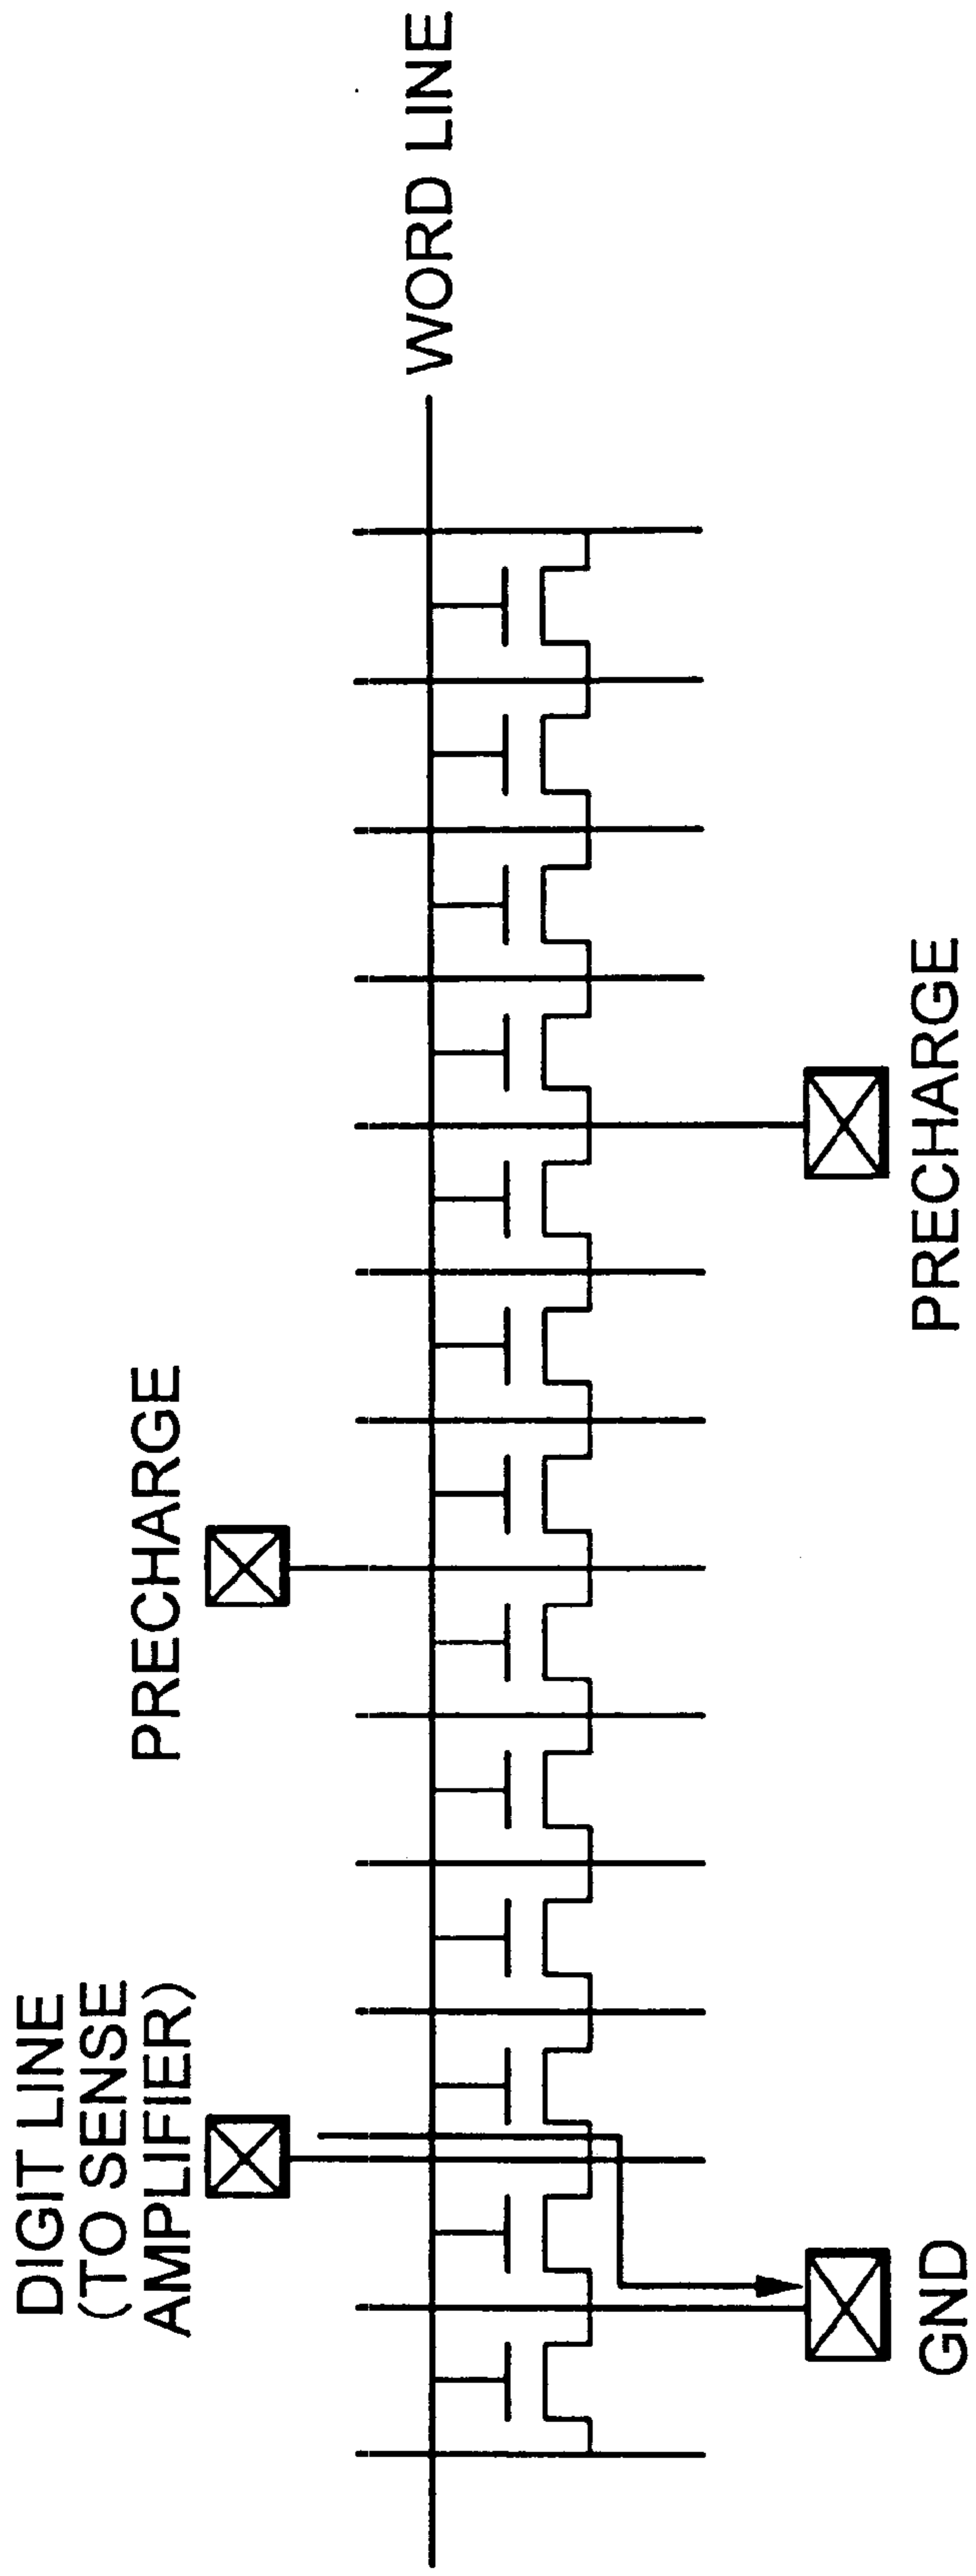 DIGIT LINE
(TO SENSE
AMPLIFIER)
PRECHARGE
WORD LINE
GND
PRECHARGE